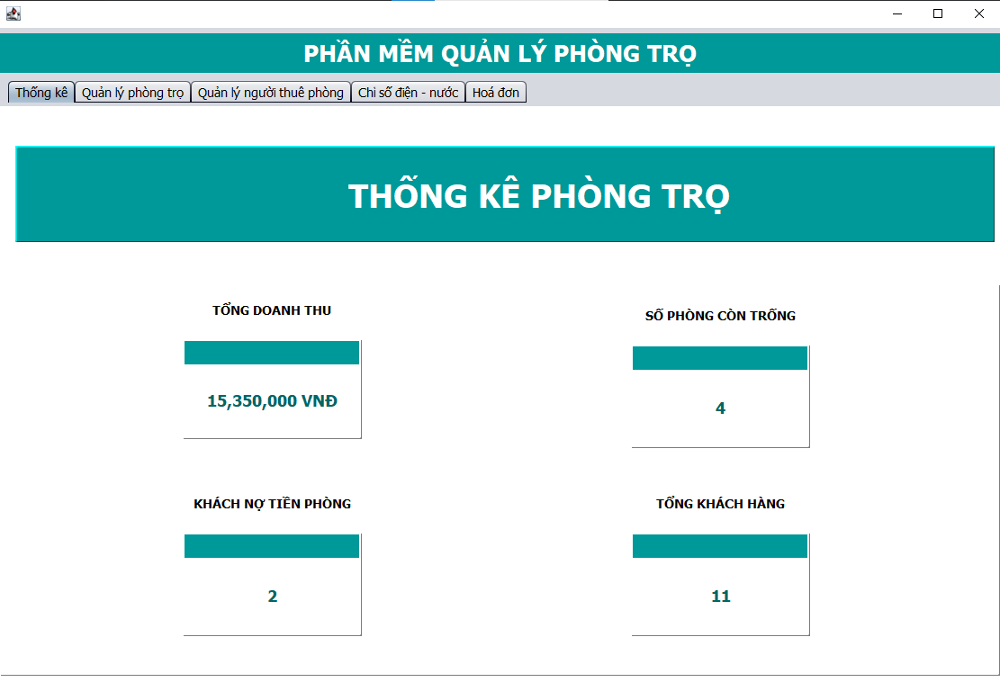 PHẦN MỀM QUẢN LÝ PHÒNG TRỌ
Thống kê
Quản lý phòng trọ
Quản lý người thuê phòng
Chỉ số điện - nước
Hoá đơn
THỐNG KÊ PHÒNG TRỌ
TỔNG DOANH THU
15,350,000 VNĐ
SỐ PHÒNG CÒN TRỐNG
4
KHÁCH NỢ TIỀN PHÒNG
2
TỔNG KHÁCH HÀNG
11